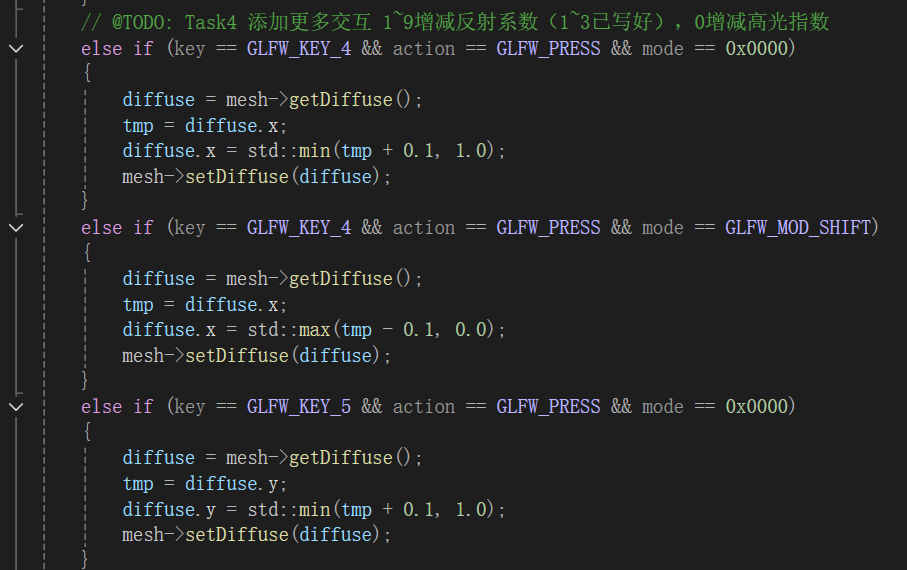 // @TODO: Task4 添加更多交互 1~9增减反射系数（1~3已写好），0增减高光指数
else if (key == GLFW_KEY_4 && action == GLFW_PRESS && mode == 0x0000)
{
diffuse = mesh->getDiffuse();
tmp = diffuse.x;
diffuse.x = std::min(tmp + 0.1, 1.0);
mesh->setDiffuse(diffuse);
}
else if (key == GLFW_KEY_4 && action == GLFW_PRESS && mode == GLFW_MOD_SHIFT)
{
diffuse = mesh->getDiffuse();
tmp = diffuse.x;
diffuse.x = std::max(tmp - 0.1, 0.0);
mesh->setDiffuse(diffuse);
}
else if (key == GLFW_KEY_5 && action == GLFW_PRESS && mode == 0x0000)
{
diffuse = mesh->getDiffuse();
tmp = diffuse.y;
diffuse.y = std::min(tmp + 0.1, 1.0);
mesh->setDiffuse(diffuse);
}